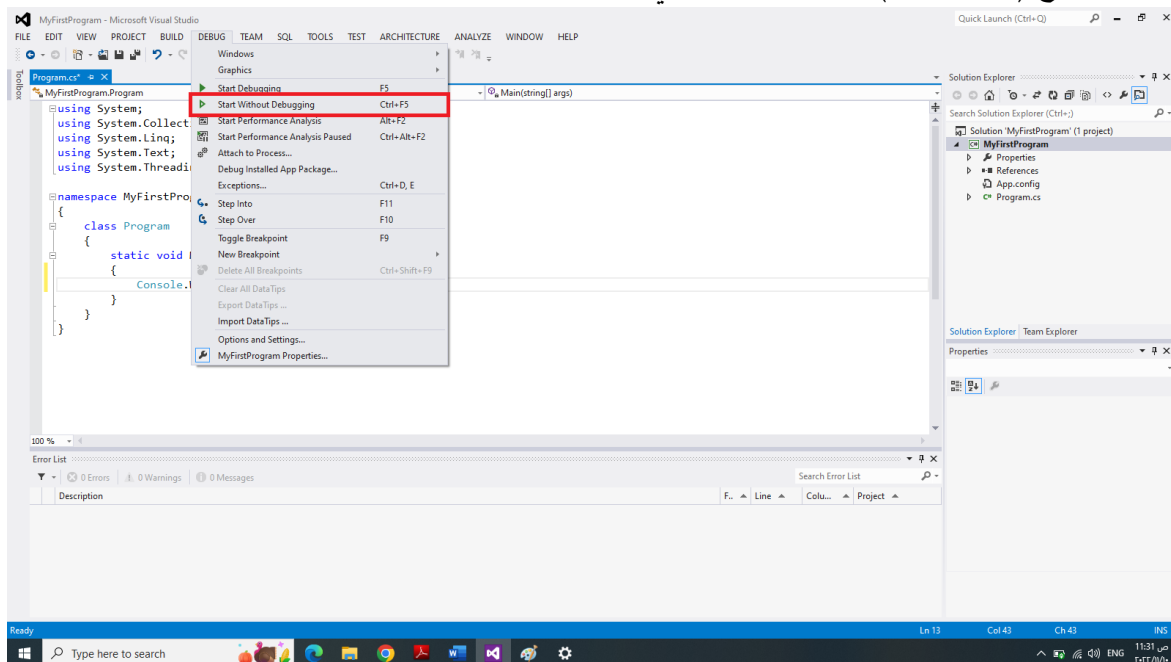 MyFirstProgram - Microsoft Visual Studio
Quick Launch (Ctrl+Q)
FILE EDIT VIEW PROJECT BUILD DEBUG TEAM SQL TOOLS TEST ARCHITECTURE ANALYZE WINDOW HELP
Windows
Graphics
Start Debugging F5
Start Without Debugging Ctrl+F5
Start Performance Analysis Alt+F2
Start Performance Analysis Paused Ctrl+Alt+F2
Attach to Process...
Debug Installed App Package...
Exceptions... Ctrl+D, E
Step Into F11
Step Over F10
Toggle Breakpoint F9
New Breakpoint
Delete All Breakpoints Ctrl+Shift+F9
Clear All DataTips
Export DataTips ...
Import DataTips ...
Options and Settings...
MyFirstProgram Properties...
Toolbox
Program.cs*
MyFirstProgram.Program
Main(string[] args)
using System;
using System.Collecti
using System.Linq;
using System.Text;
using System.Threadin
namespace MyFirstPro
{
class Program
{
static void
{
Console.
}
}
}
100 %
Solution Explorer
Search Solution Explorer (Ctrl+;)
Solution 'MyFirstProgram' (1 project)
MyFirstProgram
Properties
References
App.config
C# Program.cs
Solution Explorer Team Explorer
Properties
Error List
0 Errors 0 Warnings 0 Messages
Search Error List
Description F.. Line Colu... Project
Ready Ln 13 Col 43 Ch 43 INS
Type here to search
ENG 11:31